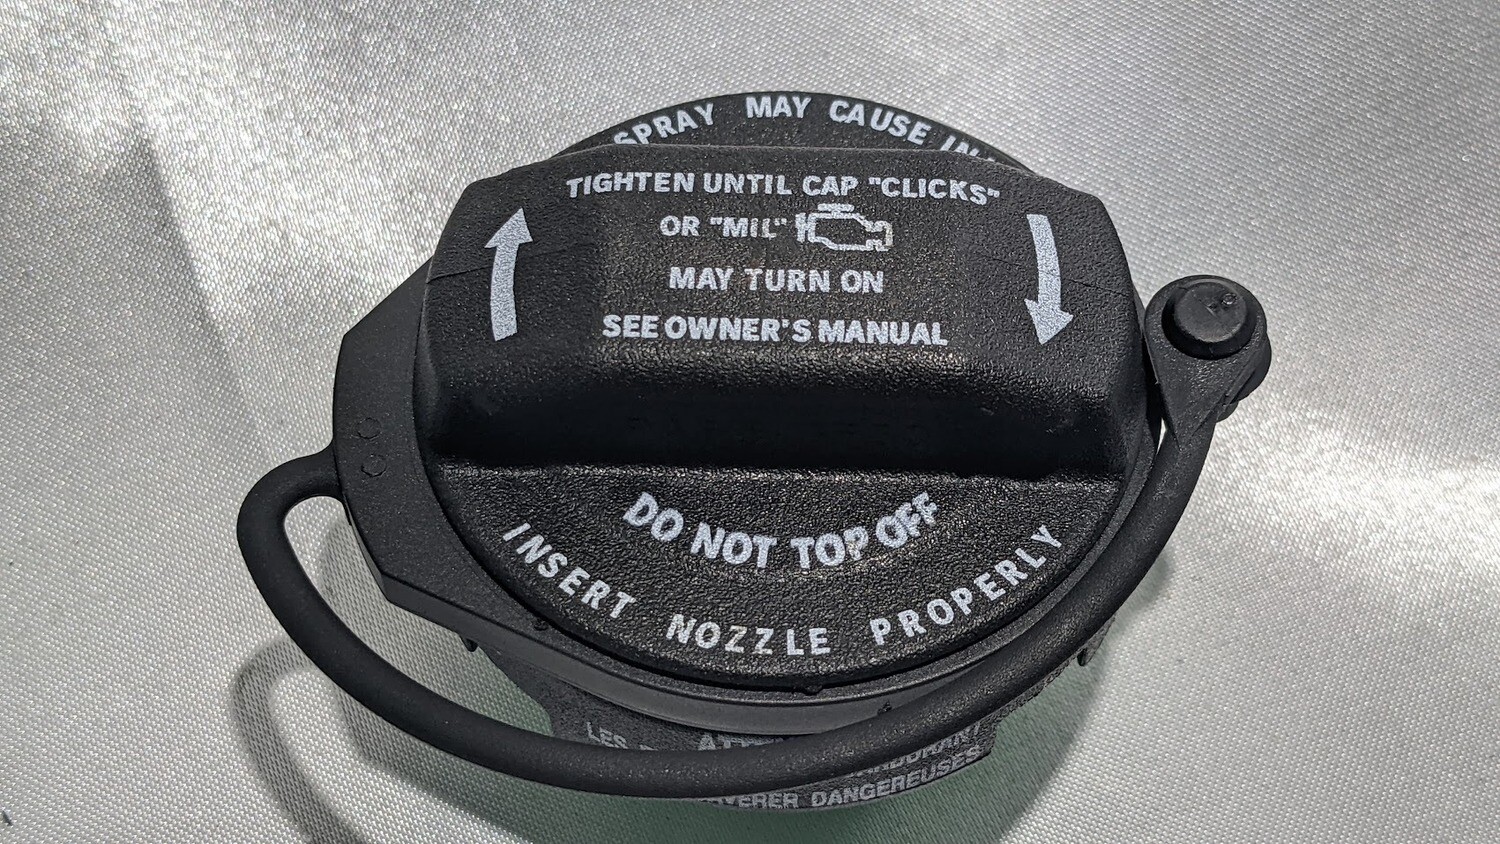 SPRAY MAY CAUSE
TIGHTEN UNTIL CAP "CLICKS"
OR "MIL"
MAY TURN ON
SEE OWNER'S MANUAL
DO NOT TOP OFF
INSERT NOZZLE PROPERLY
LES
DANGEREUSES